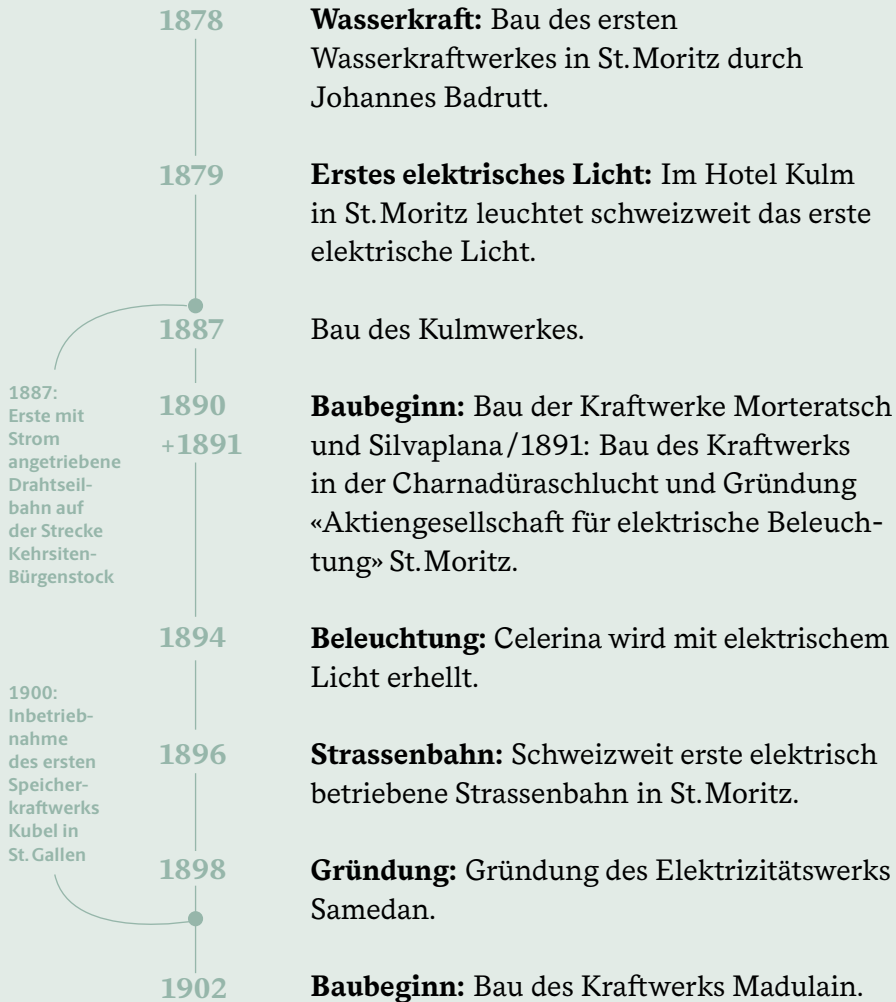 1878
Wasserkraft: Bau des ersten
Wasserkraftwerkes in St. Moritz durch
Johannes Badrutt.
1879
Erstes elektrisches Licht: Im Hotel Kulm
in St. Moritz leuchtet schweizweit das erste
elektrische Licht.
1887
Bau des Kulmwerkes.
1887:
Erste mit
Strom
angetriebene
Drahtseil-
bahn auf
der Strecke
Kehrsiten-
Bürgenstock
1890
+1891
Baubeginn: Bau der Kraftwerke Morteratsch
und Silvaplana/1891: Bau des Kraftwerks
in der Charnadüraschlucht und Gründung
«Aktiengesellschaft für elektrische Beleuch-
tung» St. Moritz.
1894
Beleuchtung: Celerina wird mit elektrischem
Licht erhellt.
1896
Strassenbahn: Schweizweit erste elektrisch
betriebene Strassenbahn in St. Moritz.
1898
Gründung: Gründung des Elektrizitätswerks
Samedan.
1900:
Inbetrieb-
nahme
des ersten
Speicher-
kraftwerks
Kubel in
St. Gallen
1902
Baubeginn: Bau des Kraftwerks Madulain.